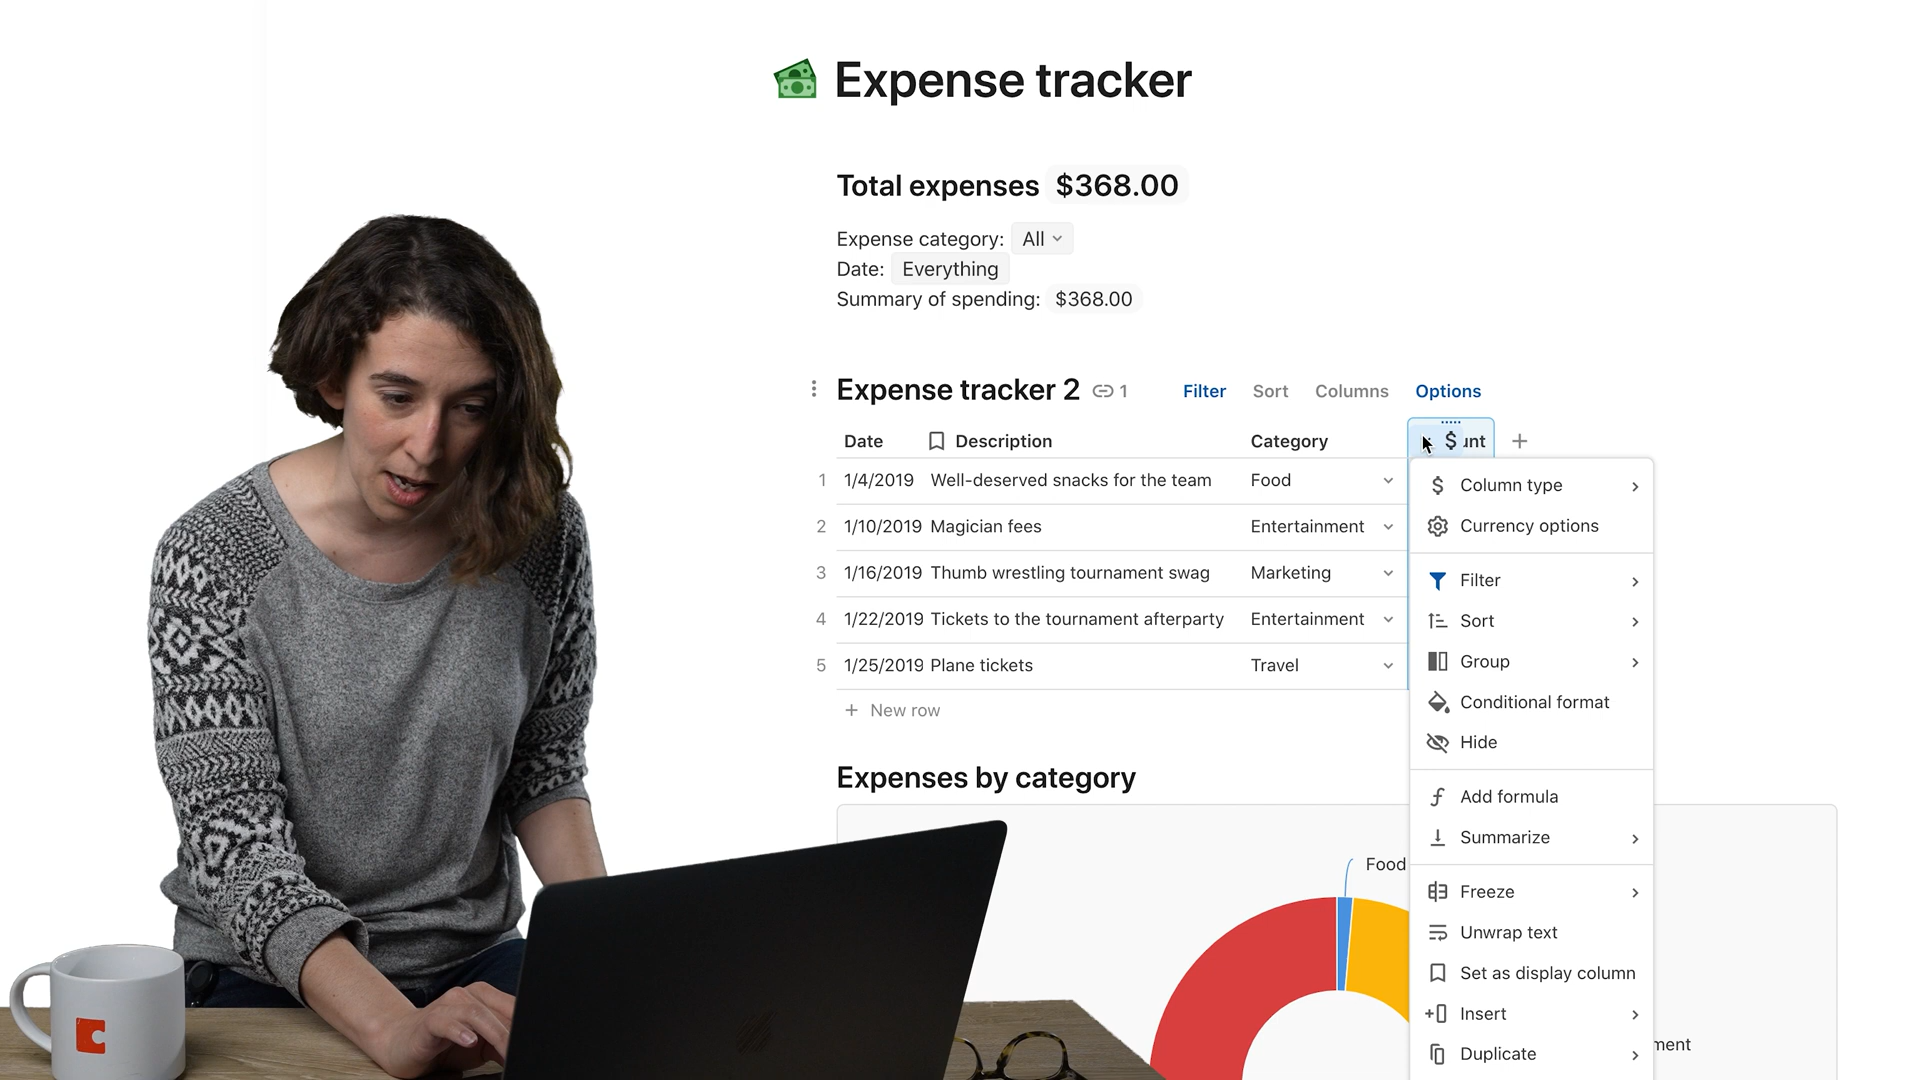 Expense tracker
Total expenses $368.00
Expense category: All
Date: Everything
Summary of spending: $368.00
Expense tracker 2 1 Filter Sort Columns Options
Date Description Category $ unt +
1 1/4/2019 Well-deserved snacks for the team Food
2 1/10/2019 Magician fees Entertainment
3 1/16/2019 Thumb wrestling tournament swag Marketing
4 1/22/2019 Tickets to the tournament afterparty Entertainment
5 1/25/2019 Plane tickets Travel
+ New row
$ Column type
Currency options
Filter
Sort
Group
Conditional format
Hide
Add formula
Summarize
Freeze
Unwrap text
Set as display column
Insert
Duplicate
Expenses by category
Food
ment
C